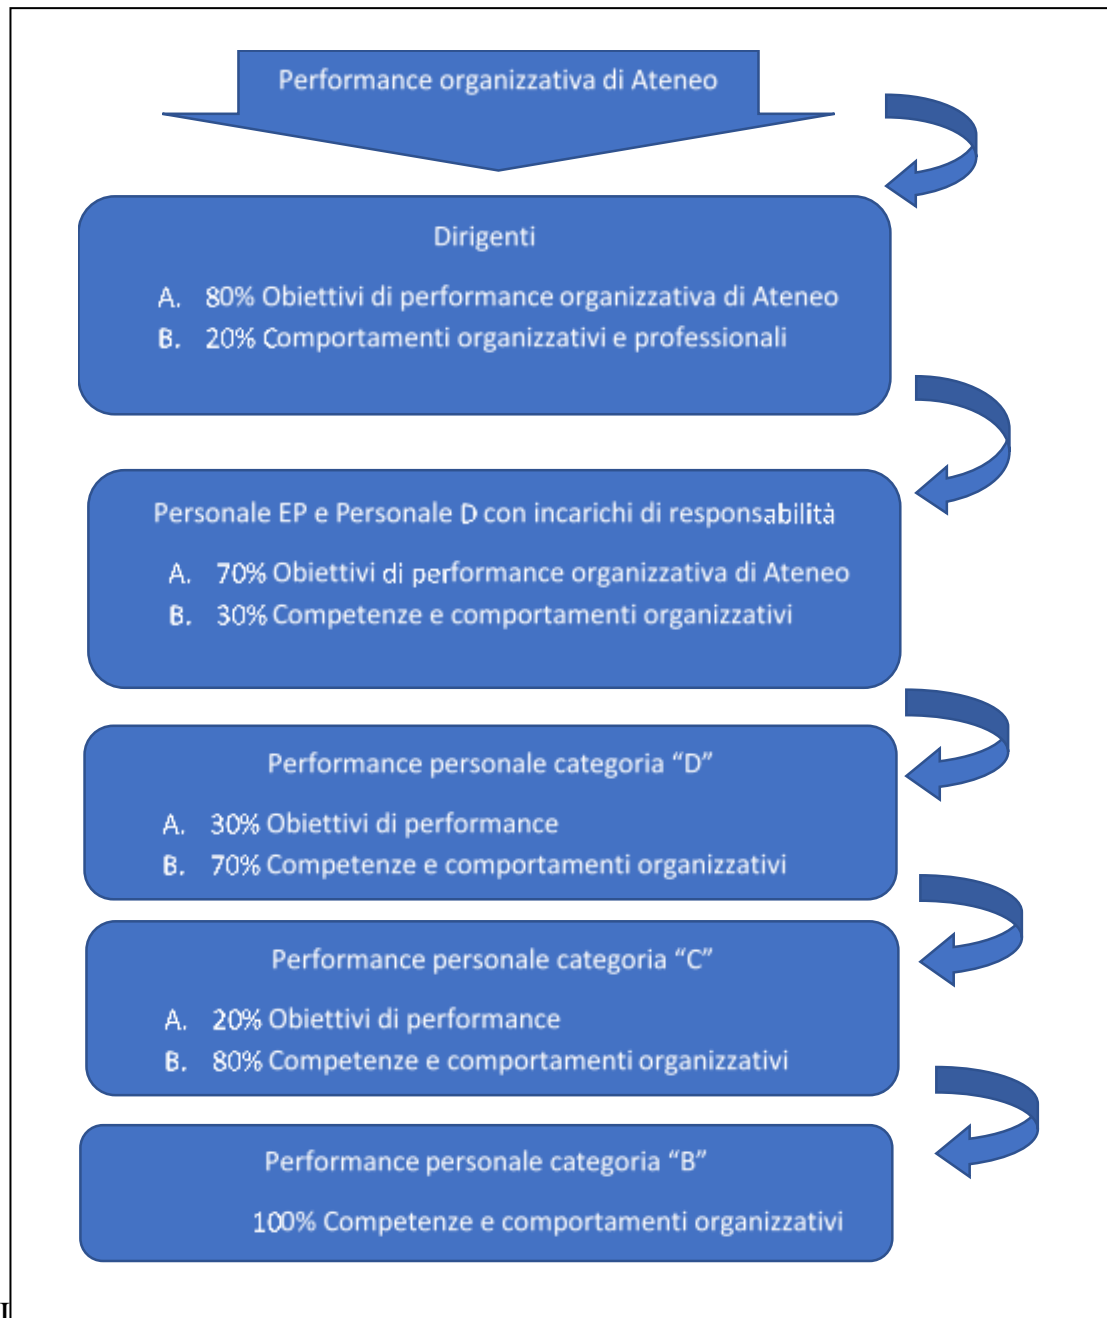 Performance organizzativa di Ateneo
Dirigenti
A. 80% Obiettivi di performance organizzativa di Ateneo
B. 20% Comportamenti organizzativi e professionali
Personale EP e Personale D con incarichi di responsabilità
A. 70% Obiettivi di performance organizzativa di Ateneo
B. 30% Competenze e comportamenti organizzativi
Performance personale categoria “D”
A. 30% Obiettivi di performance
B. 70% Competenze e comportamenti organizzativi
Performance personale categoria “C”
A. 20% Obiettivi di performance
B. 80% Competenze e comportamenti organizzativi
Performance personale categoria “B”
100% Competenze e comportamenti organizzativi
I